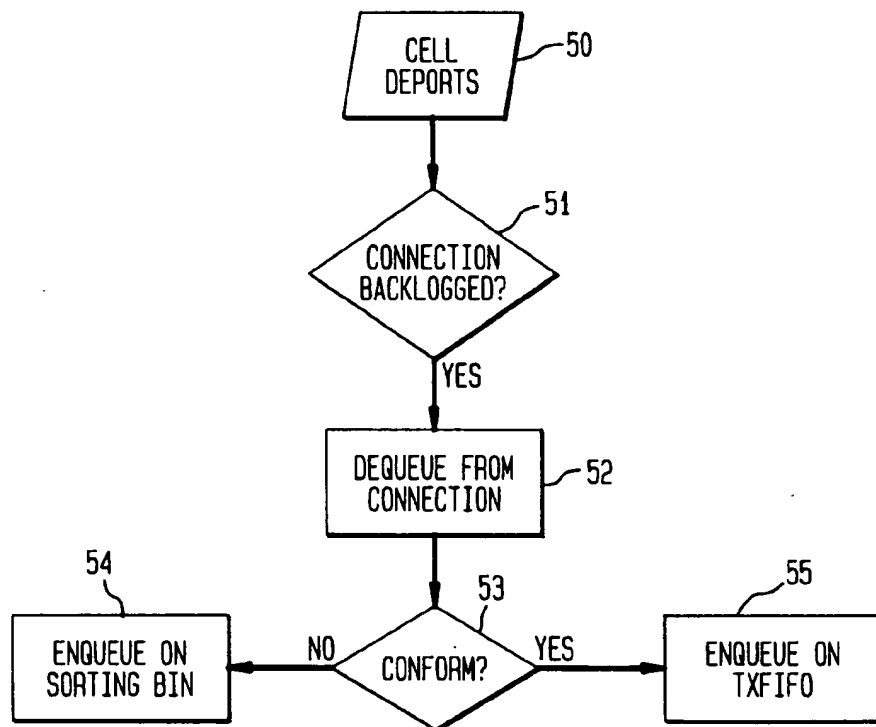 CELL
DEPORTS
50
51
CONNECTION
BACKLOGGED?
YES
DEQUEUE FROM
CONNECTION
52
54
ENQUEUE ON
SORTING BIN
NO
53
CONFORM?
YES
55
ENQUEUE ON
TXFIFO